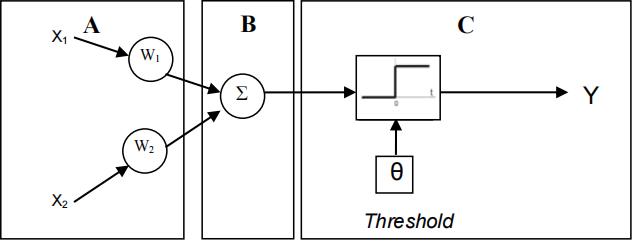 A
B
C
X₁
W₁
Σ
0
t
Y
W₂
X₂
θ
Threshold